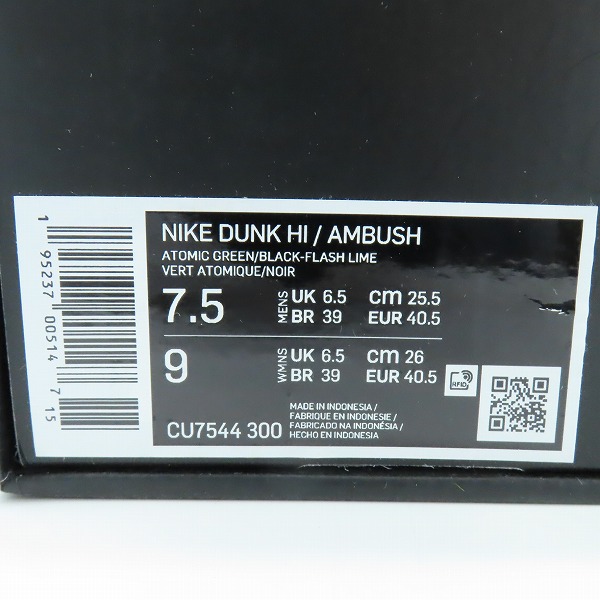 NIKE DUNK HI / AMBUSH
ATOMIC GREEN/BLACK-FLASH LIME
VERT ATOMIQUE/NOIR
7.5 MENS UK 6.5 cm 25.5
BR 39 EUR 40.5
9 WMNS UK 6.5 cm 26
BR 39 EUR 40.5
RFID
CU7544 300
MADE IN INDONESIA /
FABRIQUE EN INDONESIE /
FABRICADO NA INDONÉSIA /
HECHO EN INDONESIA
1 95237 00514 7 15